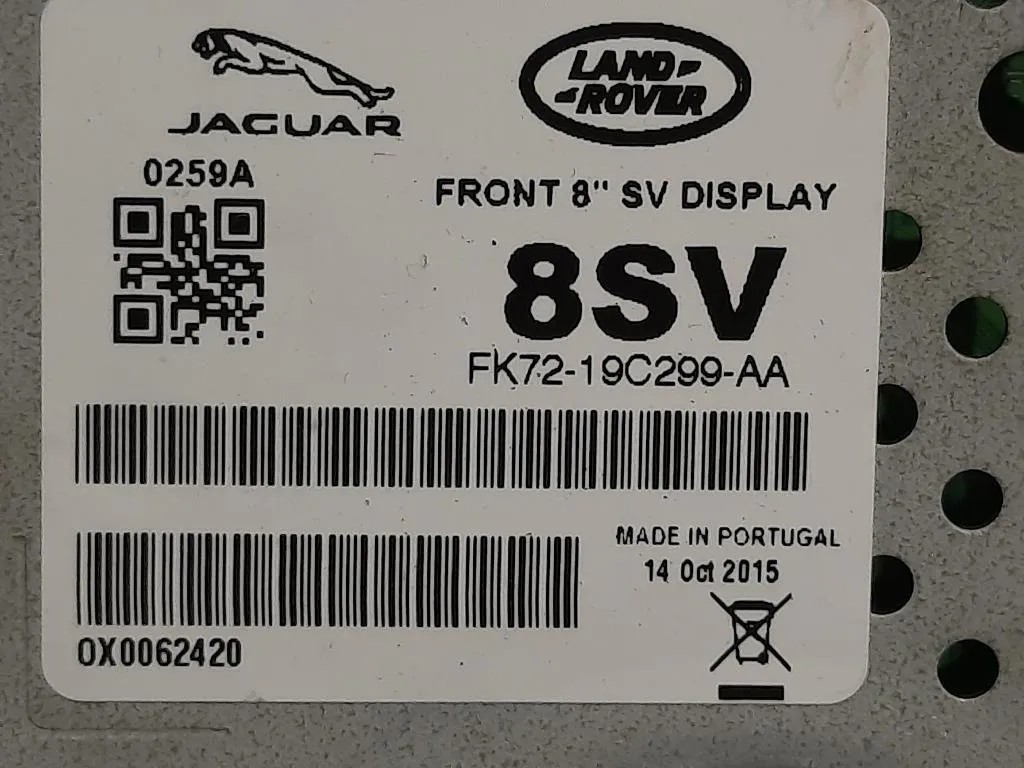 JAGUAR
LAND
ROVER
0259A
FRONT 8" SV DISPLAY
8SV
FK72-19C299-AA
MADE IN PORTUGAL
14 Oct 2015
0X0062420